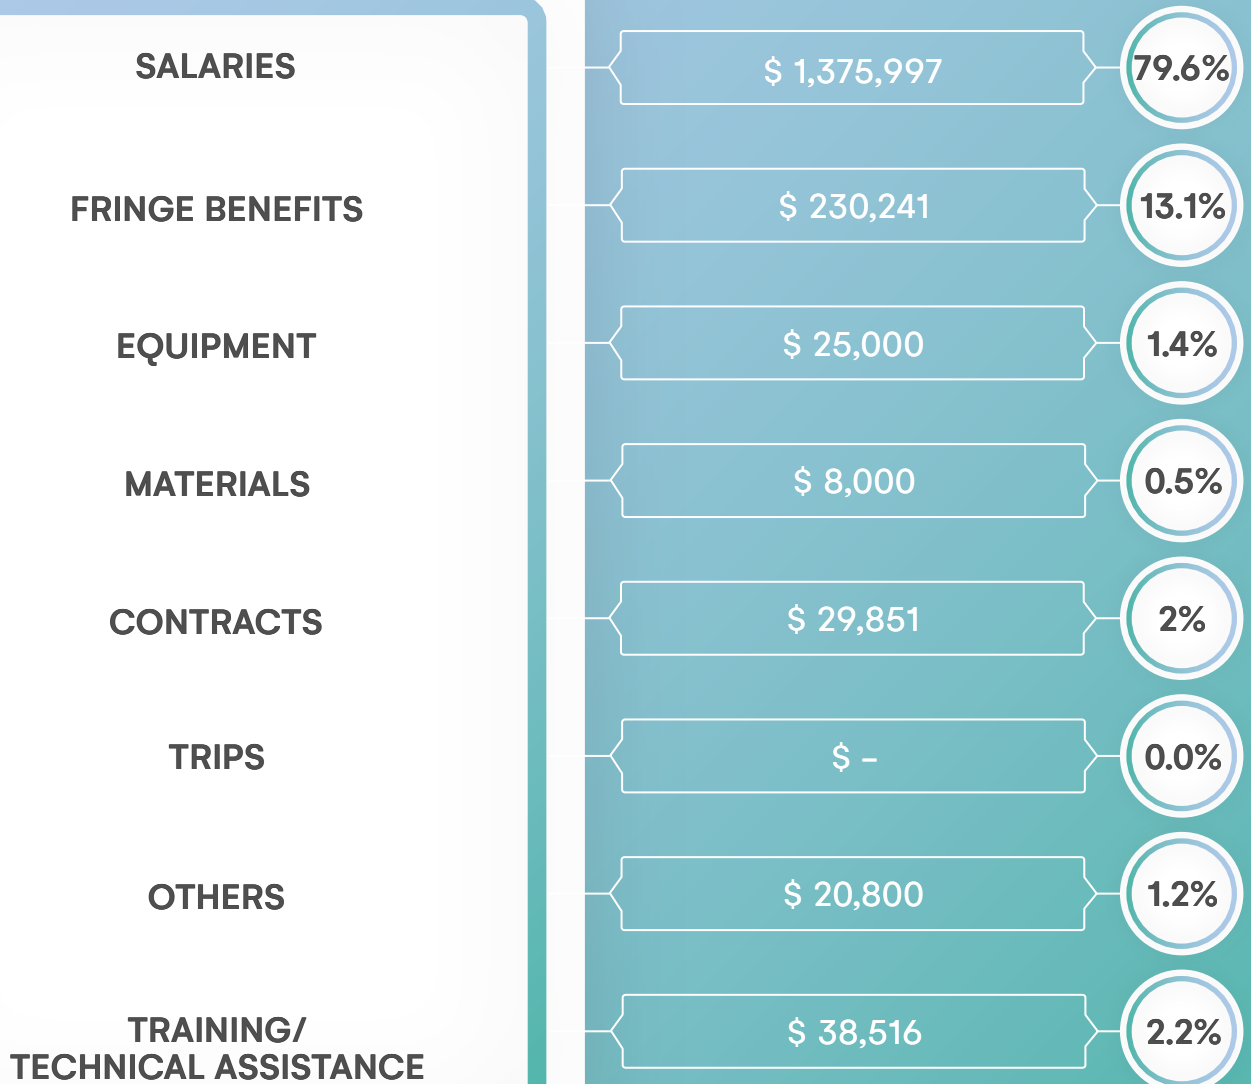 SALARIES $ 1,375,997 79.6%
FRINGE BENEFITS $ 230,241 13.1%
EQUIPMENT $ 25,000 1.4%
MATERIALS $ 8,000 0.5%
CONTRACTS $ 29,851 2%
TRIPS $ – 0.0%
OTHERS $ 20,800 1.2%
TRAINING/
TECHNICAL ASSISTANCE $ 38,516 2.2%